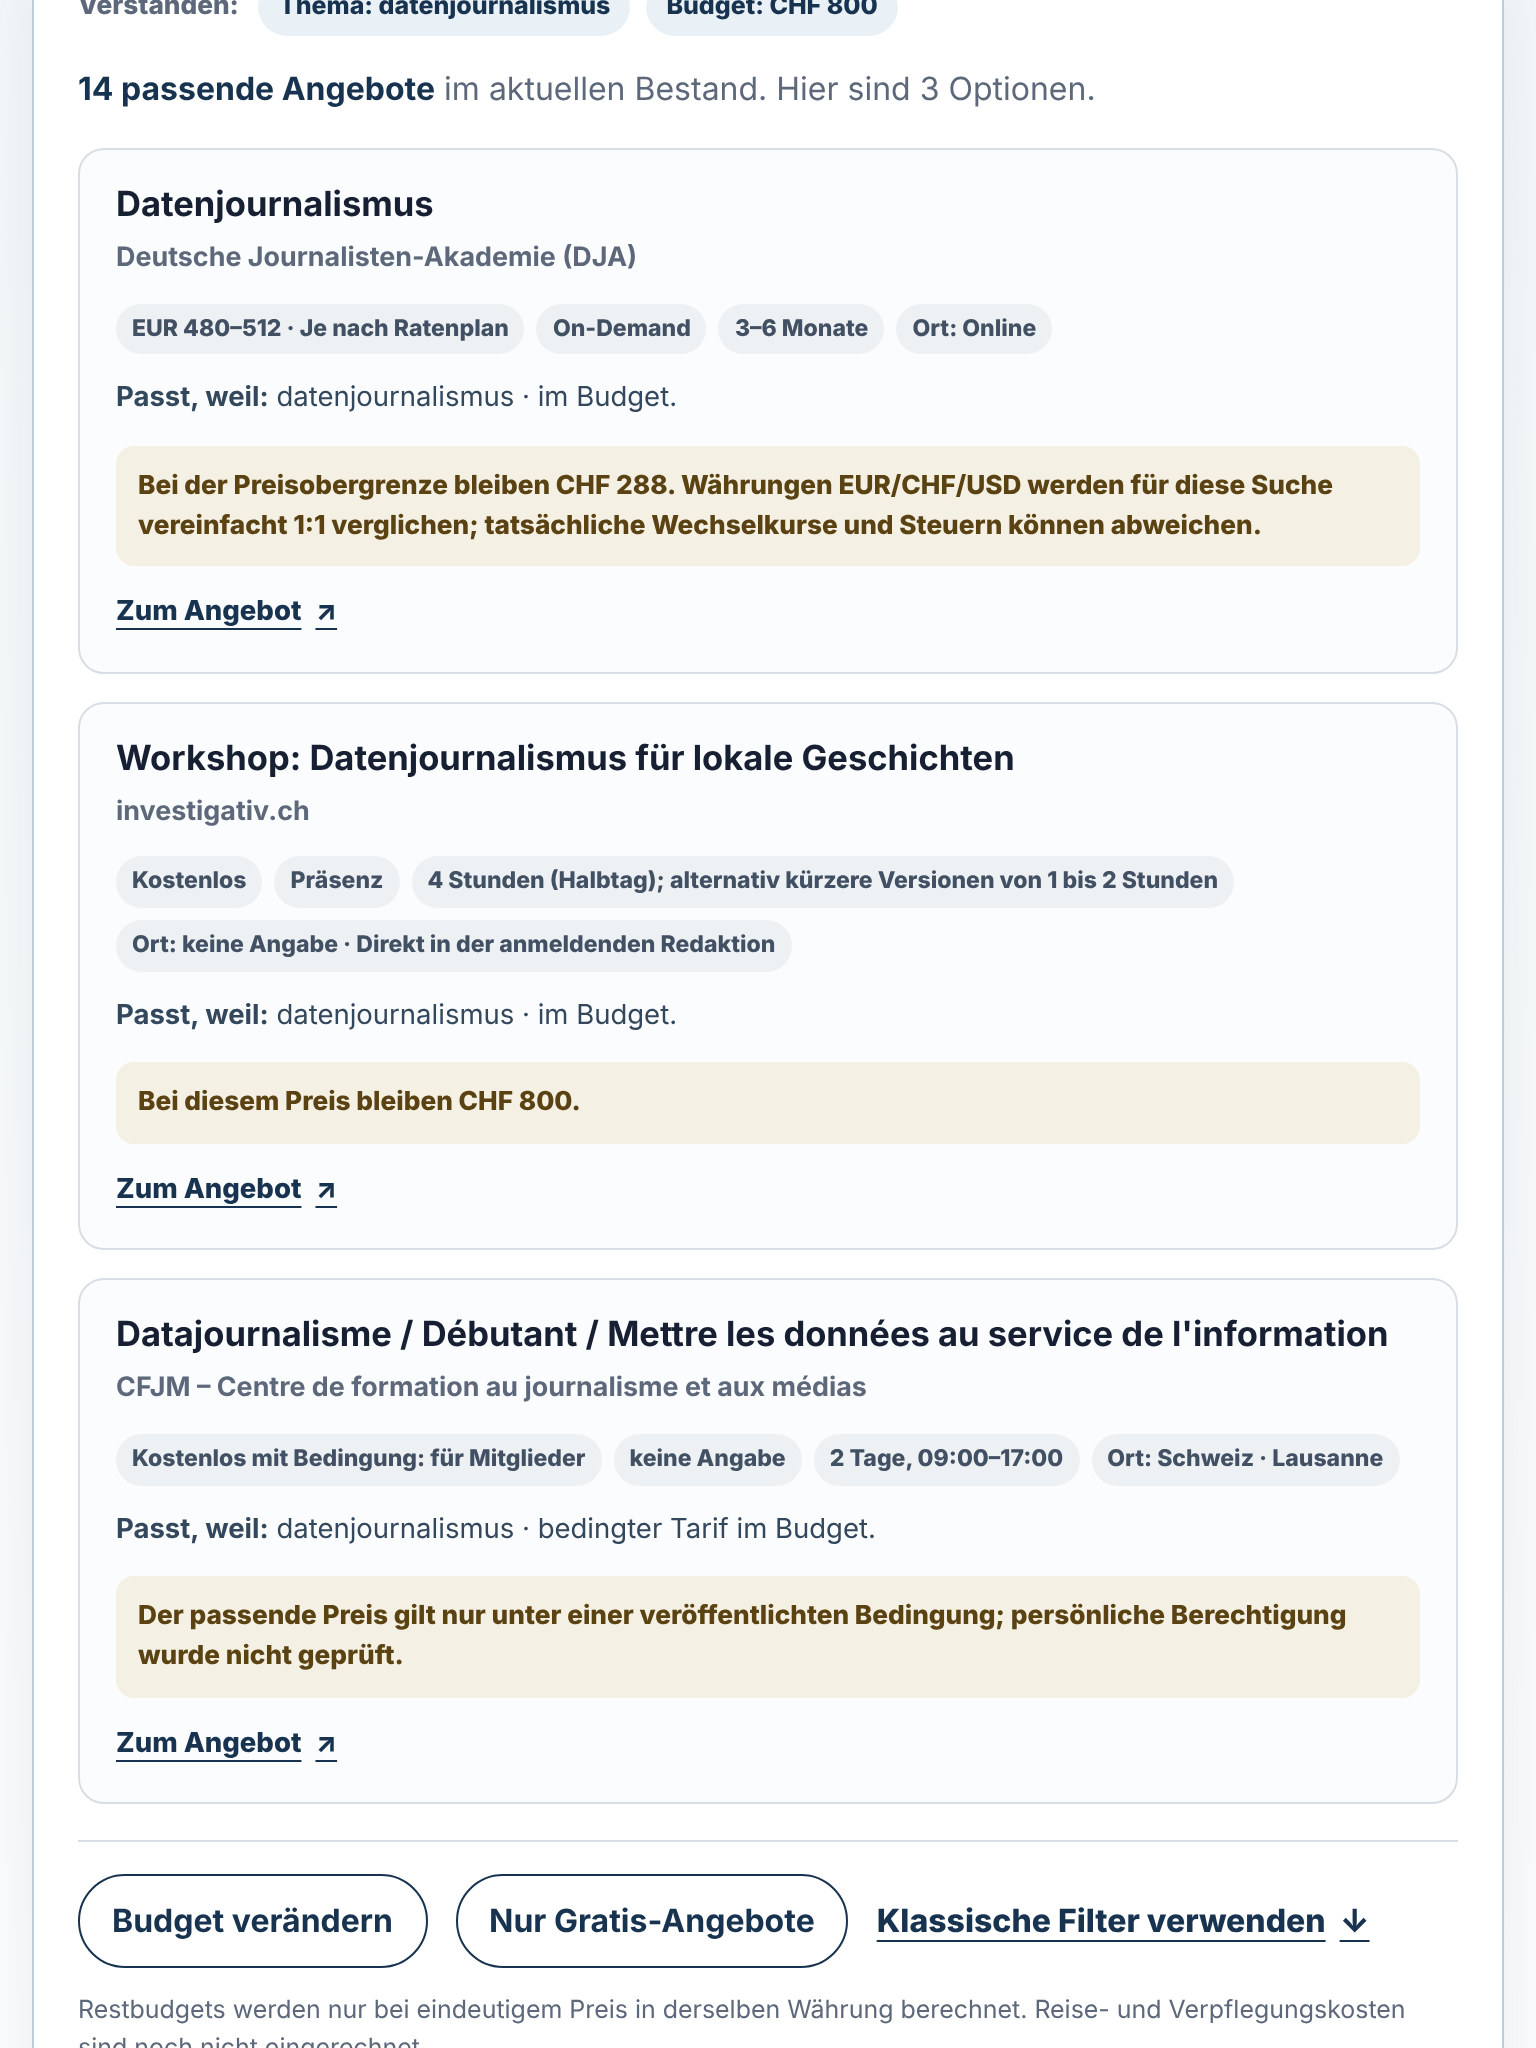 Verstanden: Thema: datenjournalismus Budget: CHF 800
14 passende Angebote im aktuellen Bestand. Hier sind 3 Optionen.
Datenjournalismus
Deutsche Journalisten-Akademie (DJA)
EUR 480–512 · Je nach Ratenplan On-Demand 3–6 Monate Ort: Online
Passt, weil: datenjournalismus · im Budget.
Bei der Preisobergrenze bleiben CHF 288. Währungen EUR/CHF/USD werden für diese Suche
vereinfacht 1:1 verglichen; tatsächliche Wechselkurse und Steuern können abweichen.
Zum Angebot ↗
Workshop: Datenjournalismus für lokale Geschichten
investigativ.ch
Kostenlos Präsenz 4 Stunden (Halbtag); alternativ kürzere Versionen von 1 bis 2 Stunden
Ort: keine Angabe · Direkt in der anmeldenden Redaktion
Passt, weil: datenjournalismus · im Budget.
Bei diesem Preis bleiben CHF 800.
Zum Angebot ↗
Datajournalisme / Débutant / Mettre les données au service de l'information
CFJM – Centre de formation au journalisme et aux médias
Kostenlos mit Bedingung: für Mitglieder keine Angabe 2 Tage, 09:00–17:00 Ort: Schweiz · Lausanne
Passt, weil: datenjournalismus · bedingter Tarif im Budget.
Der passende Preis gilt nur unter einer veröffentlichten Bedingung; persönliche Berechtigung
wurde nicht geprüft.
Zum Angebot ↗
Budget verändern Nur Gratis-Angebote Klassische Filter verwenden ↓
Restbudgets werden nur bei eindeutigem Preis in derselben Währung berechnet. Reise- und Verpflegungskosten
sind noch nicht eingerechnet.